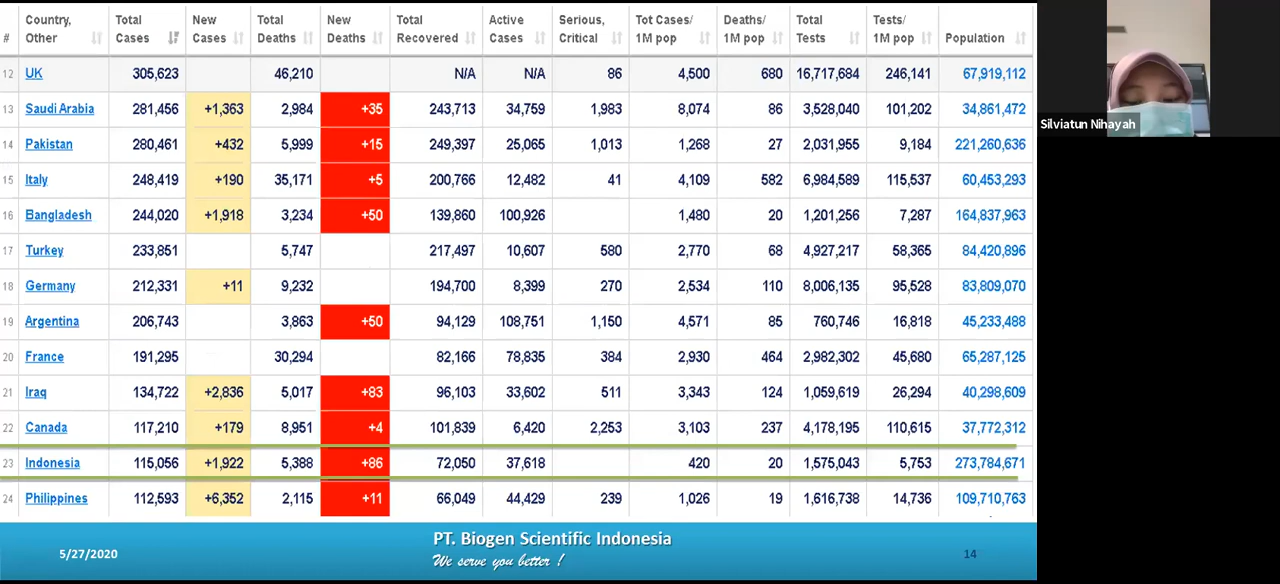 # Country, Other Total Cases New Cases Total Deaths New Deaths Total Recovered Active Cases Serious, Critical Tot Cases/ 1M pop Deaths/ 1M pop Total Tests Tests/ 1M pop Population
12 UK 305,623 46,210 N/A N/A 86 4,500 680 16,717,684 246,141 67,919,112
13 Saudi Arabia 281,456 +1,363 2,984 +35 243,713 34,759 1,983 8,074 86 3,528,040 101,202 34,861,472
14 Pakistan 280,461 +432 5,999 +15 249,397 25,065 1,013 1,268 27 2,031,955 9,184 221,260,636
15 Italy 248,419 +190 35,171 +5 200,766 12,482 41 4,109 582 6,984,589 115,537 60,453,293
16 Bangladesh 244,020 +1,918 3,234 +50 139,860 100,926 1,480 20 1,201,256 7,287 164,837,963
17 Turkey 233,851 5,747 217,497 10,607 580 2,770 68 4,927,217 58,365 84,420,896
18 Germany 212,331 +11 9,232 194,700 8,399 270 2,534 110 8,006,135 95,528 83,809,070
19 Argentina 206,743 3,863 +50 94,129 108,751 1,150 4,571 85 760,746 16,818 45,233,488
20 France 191,295 30,294 82,166 78,835 384 2,930 464 2,982,302 45,680 65,287,125
21 Iraq 134,722 +2,836 5,017 +83 96,103 33,602 511 3,343 124 1,059,619 26,294 40,298,609
22 Canada 117,210 +179 8,951 +4 101,839 6,420 2,253 3,103 237 4,178,195 110,615 37,772,312
23 Indonesia 115,056 +1,922 5,388 +86 72,050 37,618 420 20 1,575,043 5,753 273,784,671
24 Philippines 112,593 +6,352 2,115 +11 66,049 44,429 239 1,026 19 1,616,738 14,736 109,710,763
5/27/2020
PT. Biogen Scientific Indonesia
We serve you better !
14
Silviatun Nihayah